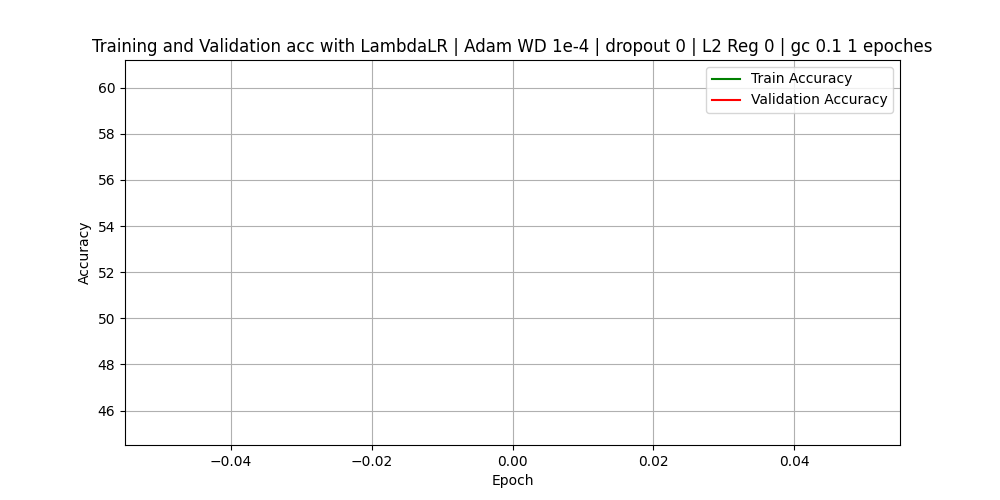 Training and Validation acc with LambdaLR | Adam WD 1e-4 | dropout 0 | L2 Reg 0 | gc 0.1 1 epoches
Train Accuracy
Validation Accuracy
60
58
56
54
52
50
48
46
Accuracy
−0.04 −0.02 0.00 0.02 0.04
Epoch